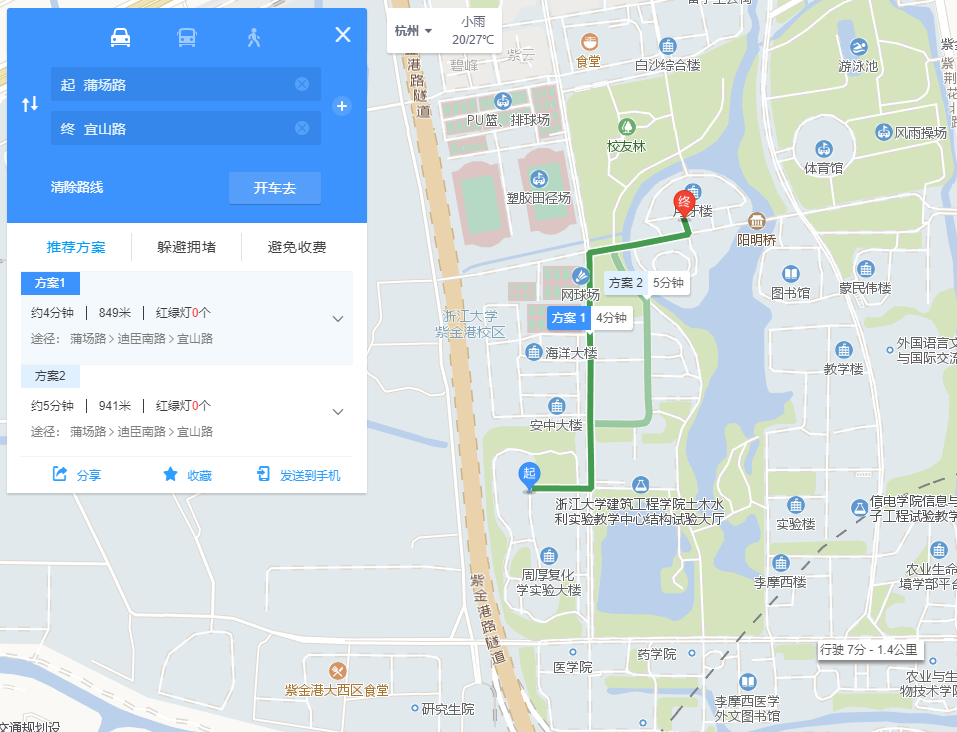 起 蒲场路
终 宜山路
清除路线
开车去
推荐方案
躲避拥堵
避免收费
方案1
约4分钟
849米
红绿灯0个
途径: 蒲场路>迪臣南路>宜山路
方案2
约5分钟
941米
红绿灯0个
途径: 蒲场路>迪臣南路>宜山路
分享
收藏
发送到手机
杭州
小雨
20/27℃
碧峰
紫云
食堂
白沙综合楼
游泳池
港路隧道
PU篮、排球场
校友林
风雨操场
体育馆
塑胶田径场
终
阳明桥
网球场
方案 2
5分钟
图书馆
蒙民伟楼
浙江大学
紫金港校区
方案 1
4分钟
海洋大楼
外国语言文
与国际交流
教学楼
安中大楼
起
浙江大学建筑工程学院土木水
利实验教学中心结构试验大厅
实验楼
信电学院信息与
子工程试验教学
周厚复化
学实验大楼
李摩西楼
农业生命
境学部平台
紫金港路隧道
医学院
药学院
行驶 7分 - 1.4公里
紫金港大西区食堂
研究生院
李摩西医学
外文图书馆
农业与生
物技术学院
交通规划设